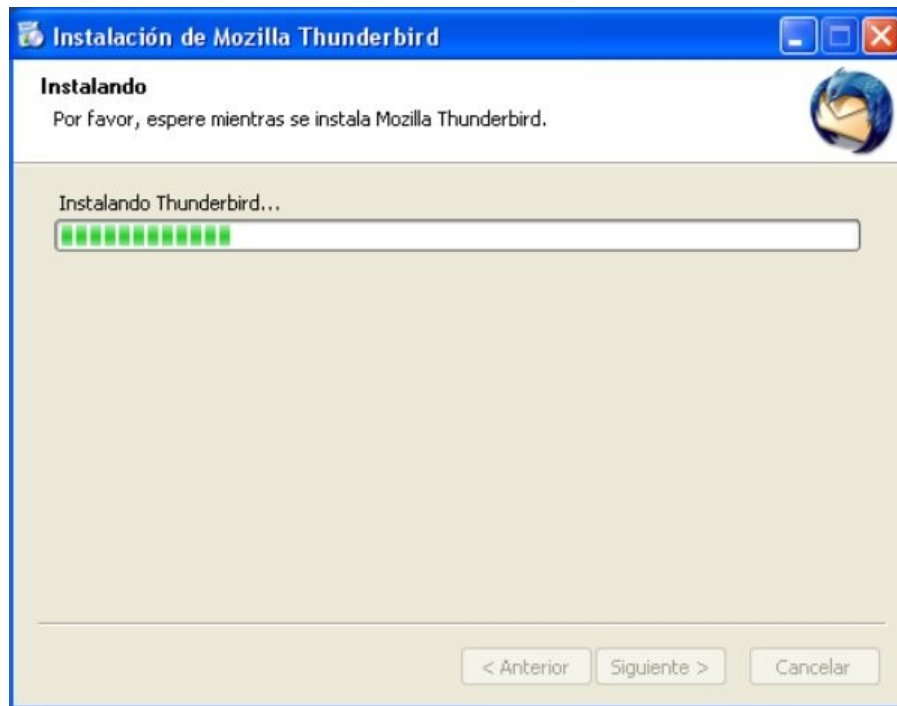 Instalación de Mozilla Thunderbird
Instalando
Por favor, espere mientras se instala Mozilla Thunderbird.
Instalando Thunderbird...
< Anterior
Siguiente >
Cancelar